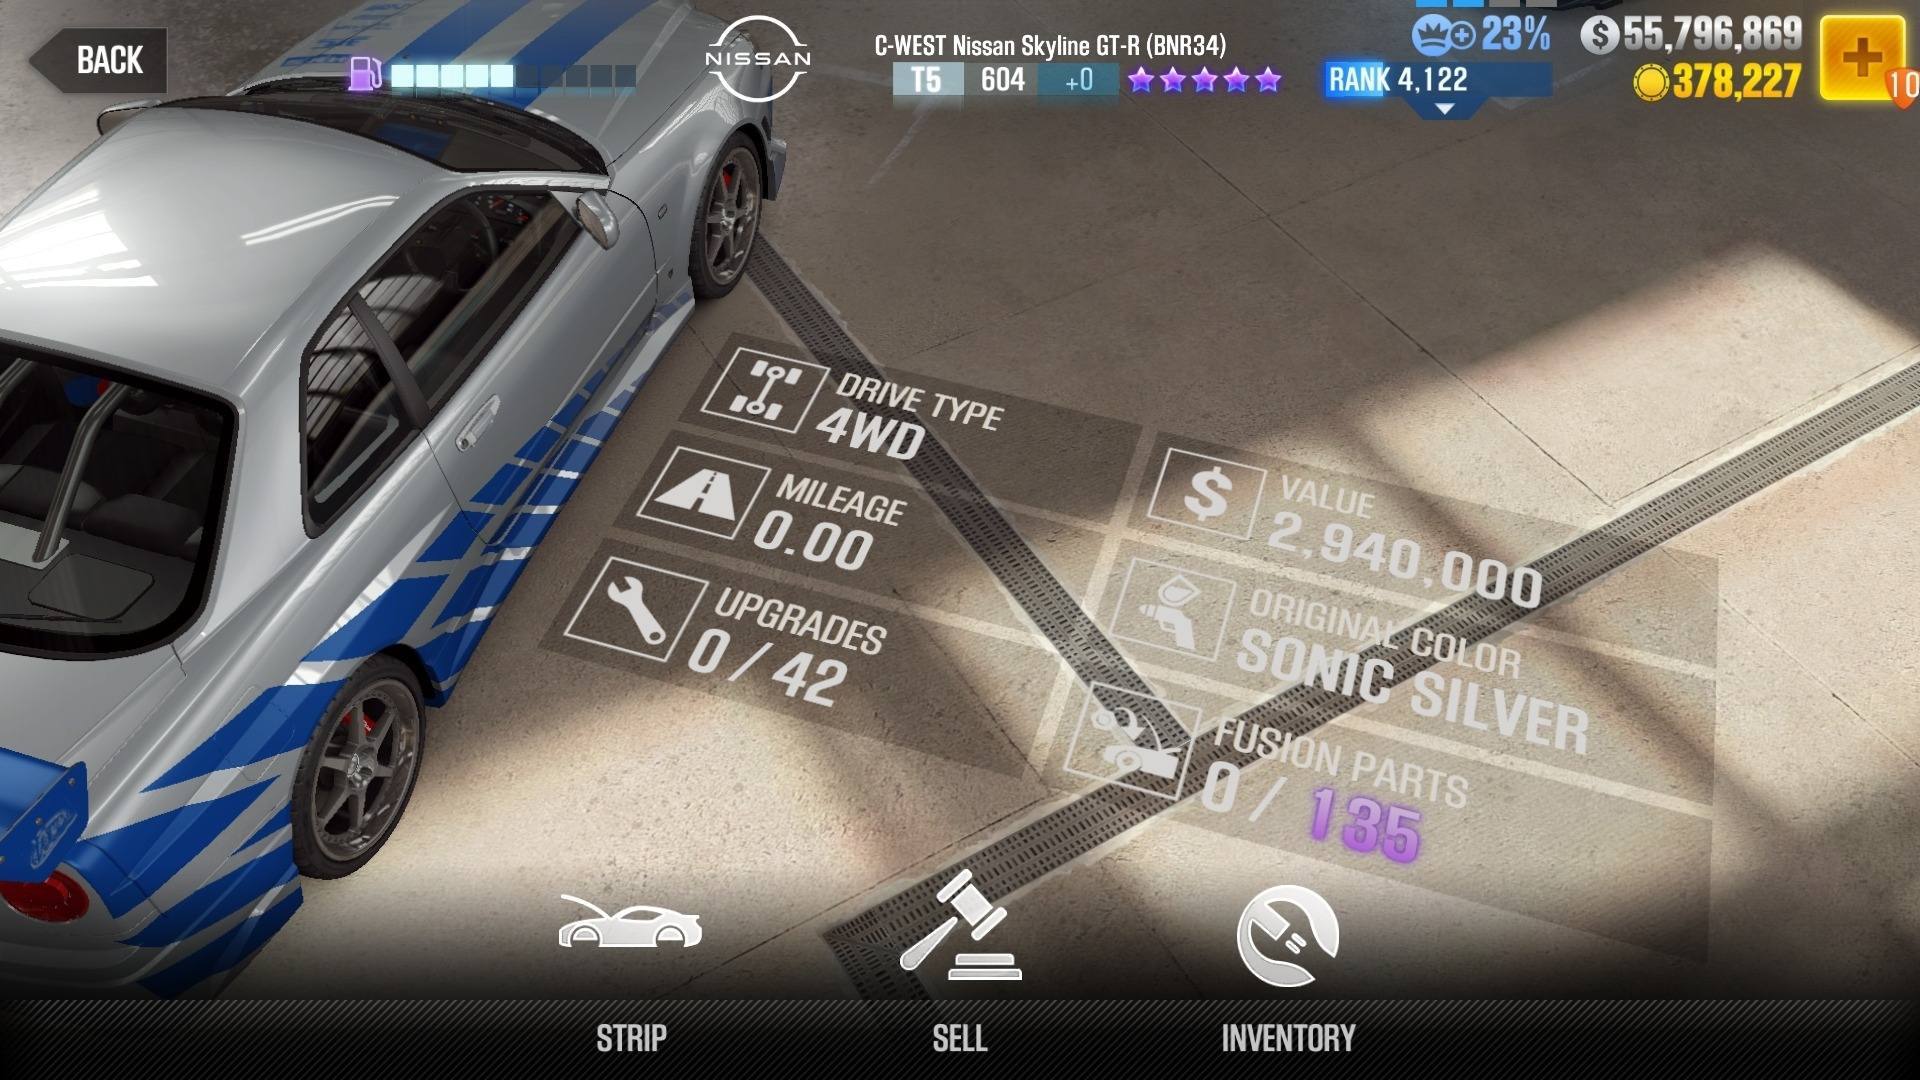 BACK
NISSAN
C-WEST Nissan Skyline GT-R (BNR34)
T5 604 +0
23%
RANK 4,122
$55,796,869
378,227
10
DRIVE TYPE
4WD
MILEAGE
0.00
UPGRADES
0/42
$
VALUE
2,940,000
ORIGINAL COLOR
SONIC SILVER
FUSION PARTS
0/ 135
STRIP
SELL
INVENTORY